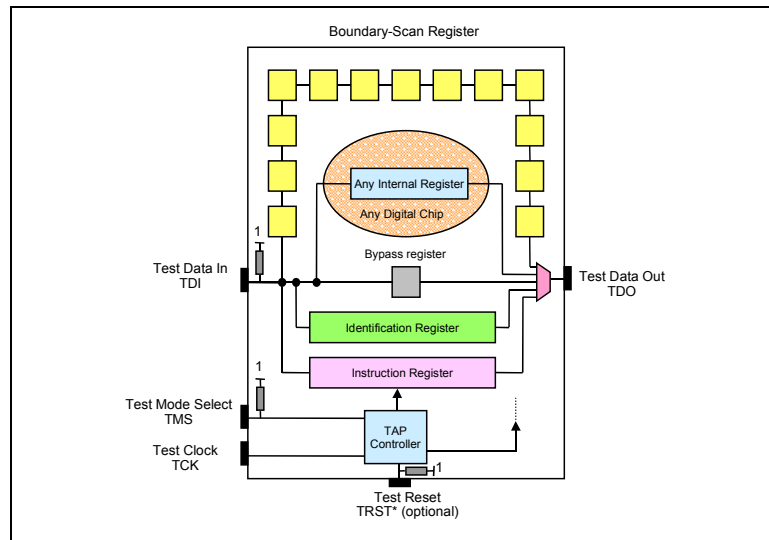 Boundary-Scan Register
Any Internal Register
Any Digital Chip
1
Bypass register
Test Data In
TDI
Test Data Out
TDO
Identification Register
1
Instruction Register
Test Mode Select
TMS
TAP
Controller
Test Clock
TCK
1
Test Reset
TRST* (optional)